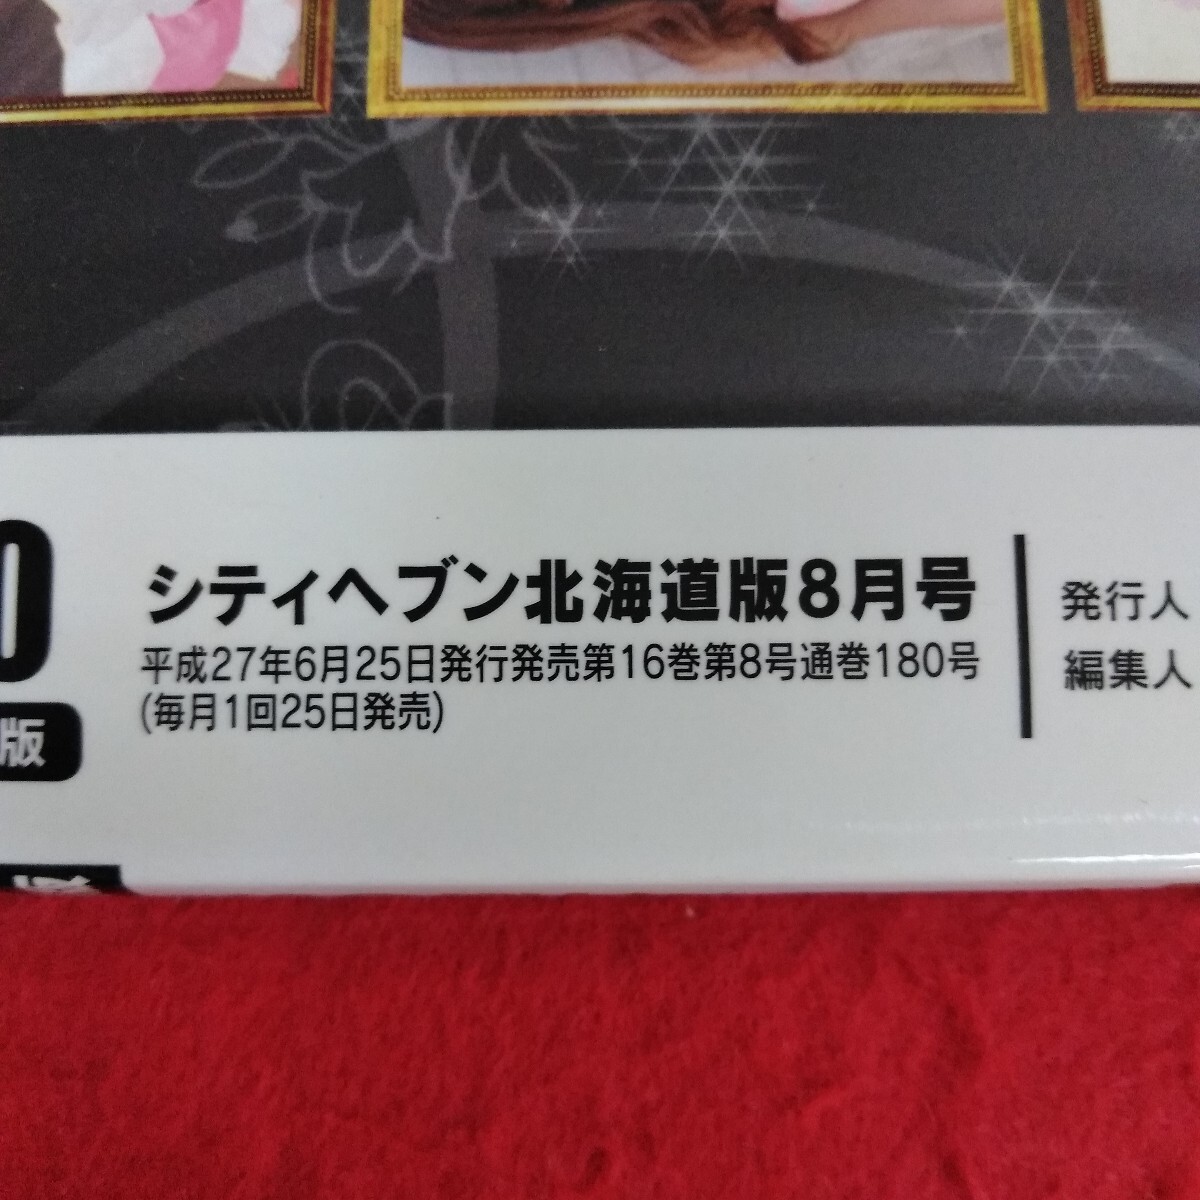 シティヘブン北海道版8月号
平成27年6月25日発行発売第16巻第8号通巻180号
(毎月1回25日発売)
発行人
編集人
0
版